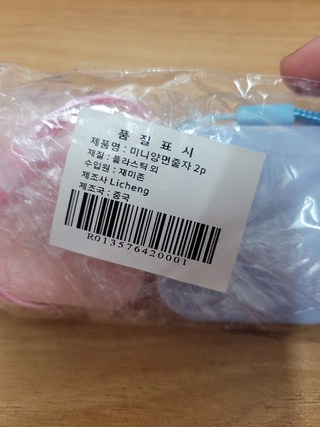 품 질 표 시
제품명 : 미니양면줄자 2p
재질 : 플라스틱 외
수입원 : 재미존
제조사 Licheng
제조국 : 중국
R013576420001